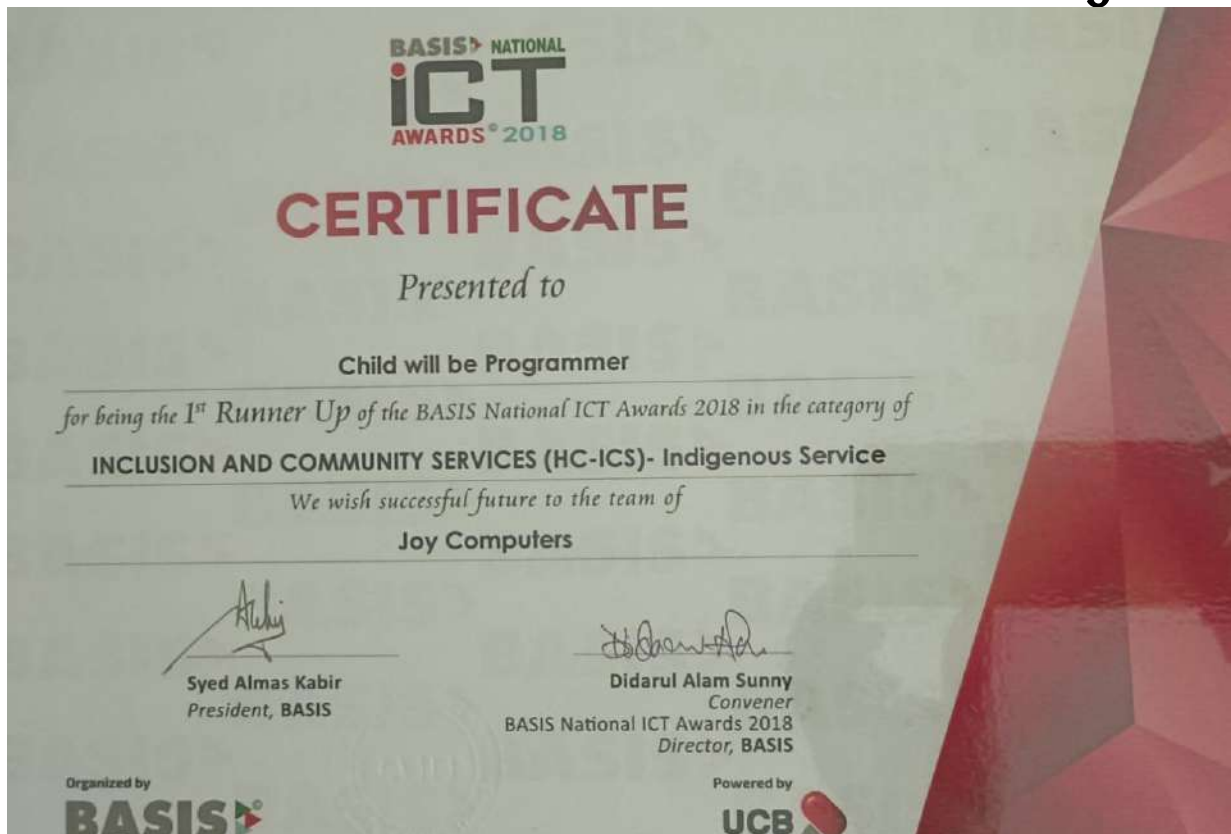 BASIS NATIONAL
iCT
AWARDS® 2018
CERTIFICATE
Presented to
Child will be Programmer
for being the 1st Runner Up of the BASIS National ICT Awards 2018 in the category of
INCLUSION AND COMMUNITY SERVICES (HC-ICS)- Indigenous Service
We wish successful future to the team of
Joy Computers
Syed Almas Kabir
President, BASIS
Didarul Alam Sunny
Convener
BASIS National ICT Awards 2018
Director, BASIS
Organized by
BASIS
Powered by
UCB